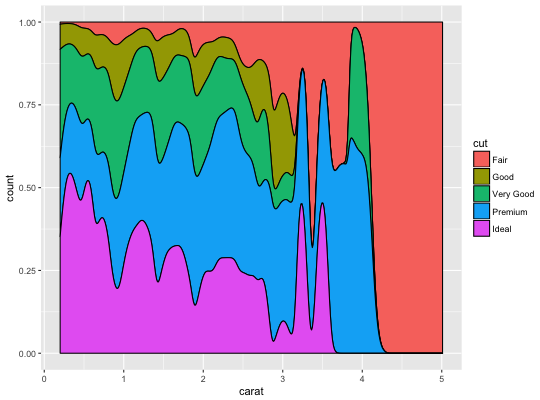 1.00
0.75
0.50
0.25
0.00
count
0
1
2
3
4
5
carat
cut
Fair
Good
Very Good
Premium
Ideal